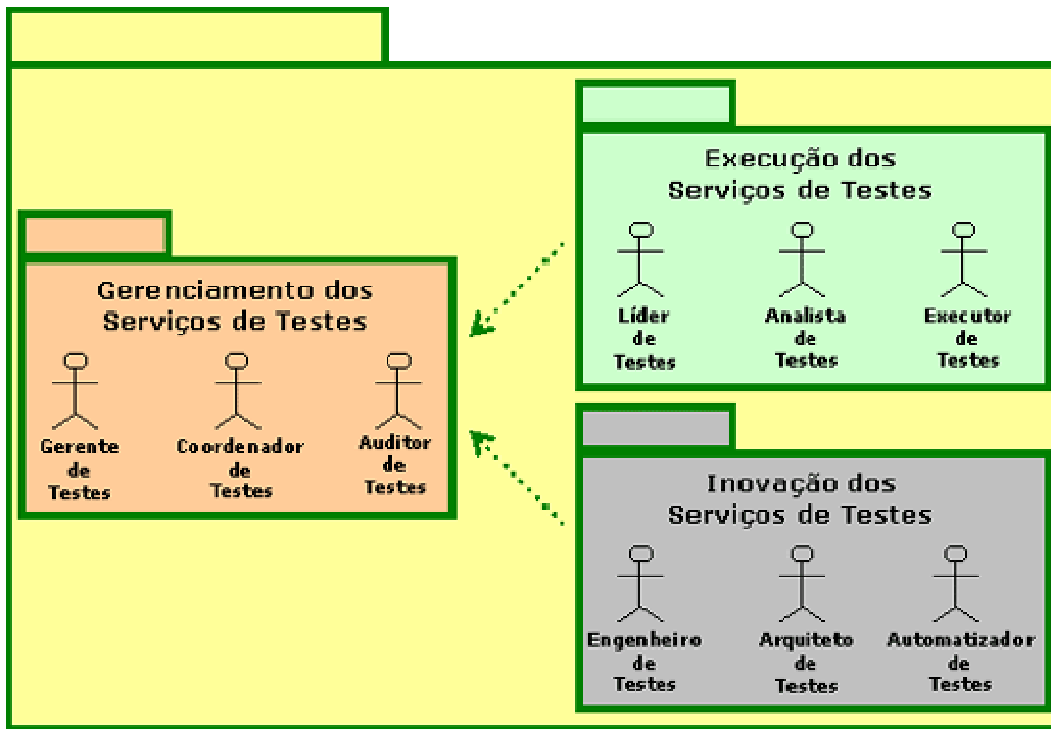 Execução dos
Serviços de Testes
Líder
de
Testes
Analista
de
Testes
Executor
de
Testes
Gerenciamento dos
Serviços de Testes
Gerente
de
Testes
Coordenador
de
Testes
Auditor
de
Testes
Inovação dos
Serviços de Testes
Engenheiro
de
Testes
Arquiteto
de
Testes
Automatizador
de
Testes